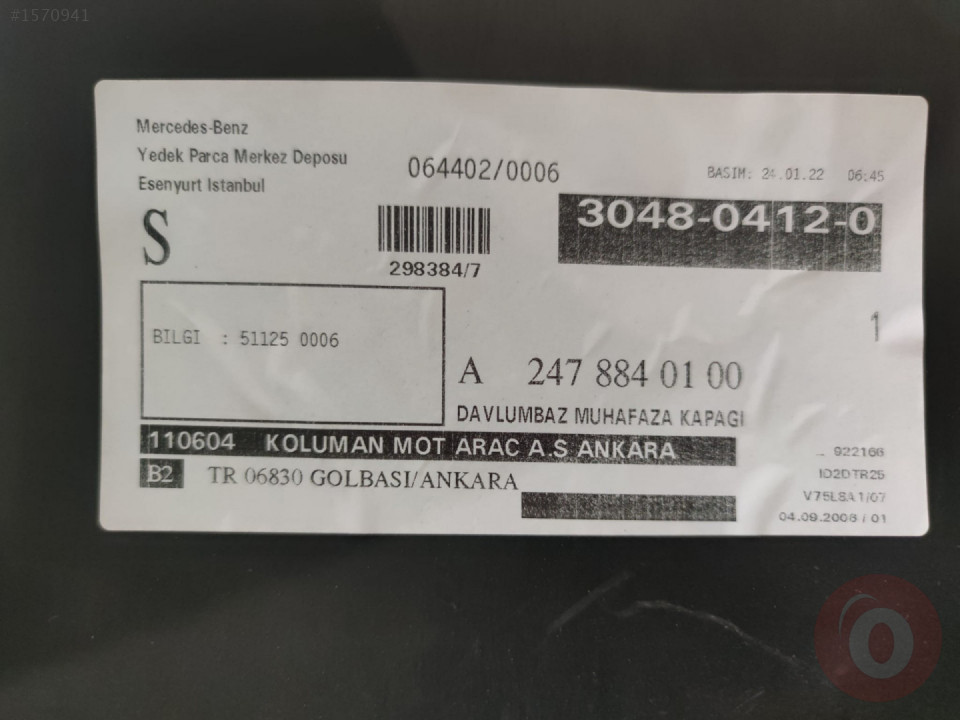 #1570941
Mercedes-Benz
Yedek Parca Merkez Deposu
Esenyurt Istanbul
064402/0006
BASIM: 24.01.22 06:45
S
298384/7
3048-0412-0
BILGI : 51125 0006
1
A 247 884 01 00
DAVLUMBAZ MUHAFAZA KAPAGI
110604 KOLUMAN MOT ARAC A.S ANKARA
B2 TR 06830 GOLBASI/ANKARA
922166
IO2DTR25
V75L8A1/07
04.09.2008 / 01
O